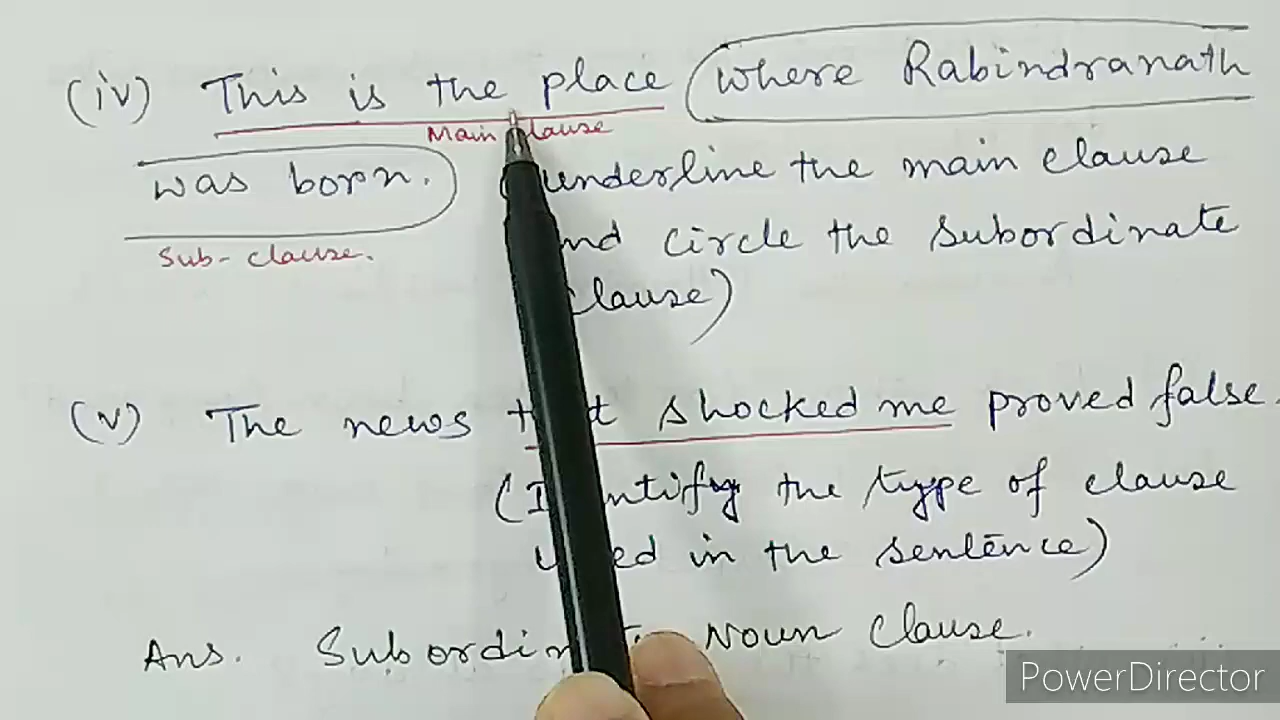 (iv) This is the place (where Rabindranath
Main clause
was born. underline the main clause
Sub-clause. circle the subordinate
clause)
(v) The news shocked me proved false.
the type of clause
in the sentence)
Ans. Noun Clause.
PowerDirector